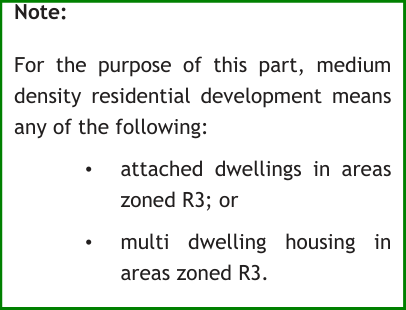 Note:
For the purpose of this part, medium
density residential development means
any of the following:
• attached dwellings in areas
zoned R3; or
• multi dwelling housing in
areas zoned R3.